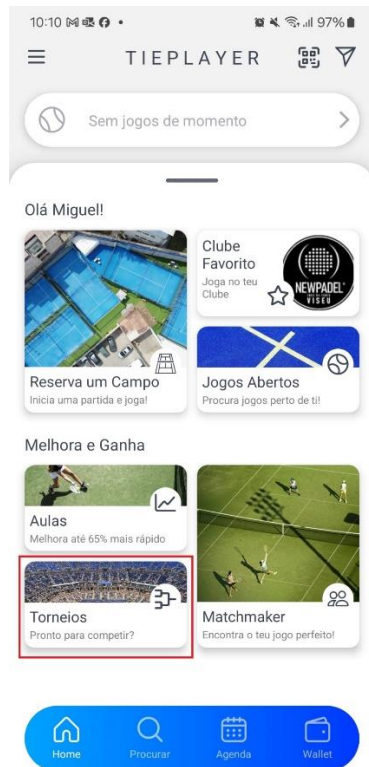 10:10
97%
TIEPLAYER
Sem jogos de momento
Olá Miguel!
Reserva um Campo
Inicia uma partida e joga!
Clube
Favorito
Joga no teu
Clube
NEWPADEL
VISEU
Jogos Abertos
Procura jogos perto de ti!
Melhora e Ganha
Aulas
Melhora até 65% mais rápido
Torneios
Pronto para competir?
Matchmaker
Encontra o teu jogo perfeito!
Home
Procurar
Agenda
Wallet